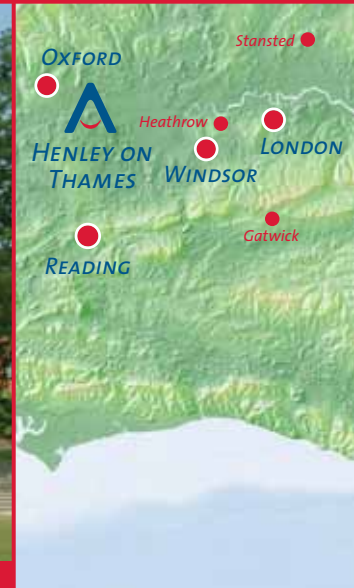 Stansted
OXFORD
Heathrow
LONDON
HENLEY ON
THAMES
WINDSOR
Gatwick
READING